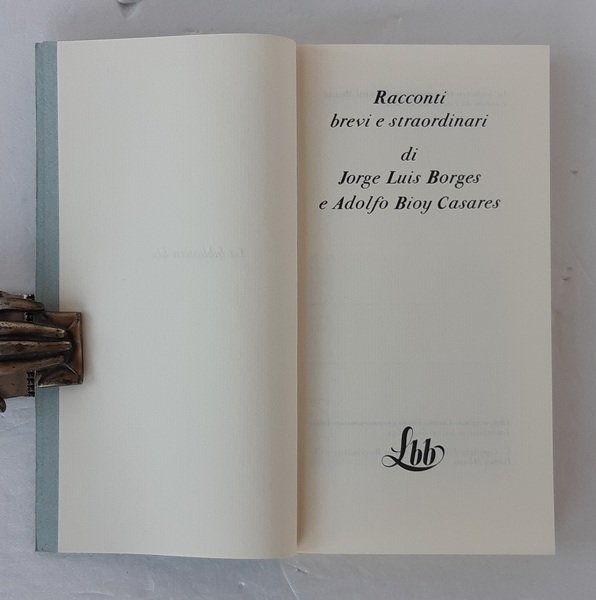 Racconti
brevi e straordinari
di
Jorge Luis Borges
e Adolfo Bioy Casares
Lbb